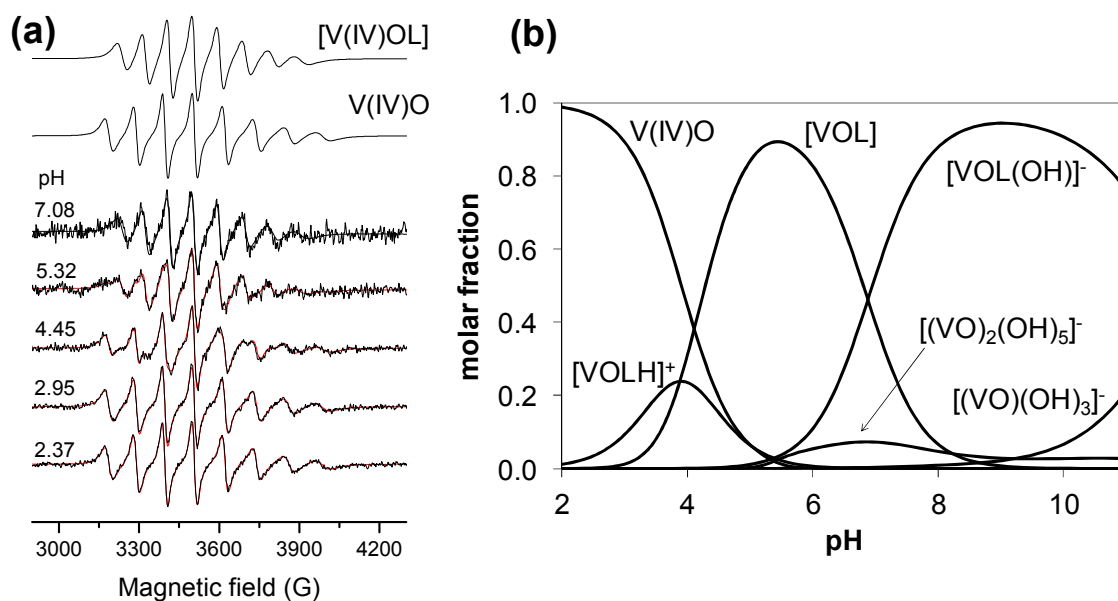 (a)
[V(IV)OL]
V(IV)O
pH
7.08
5.32
4.45
2.95
2.37
3000 3300 3600 3900 4200
Magnetic field (G)
(b)
1.0
0.8
0.6
0.4
0.2
0.0
molar fraction
V(IV)O
[VOL]
[VOL(OH)]⁻
[(VO)₂(OH)₅]⁻
[VOLH]⁺
[(VO)(OH)₃]⁻
2 4 6 8 10
pH